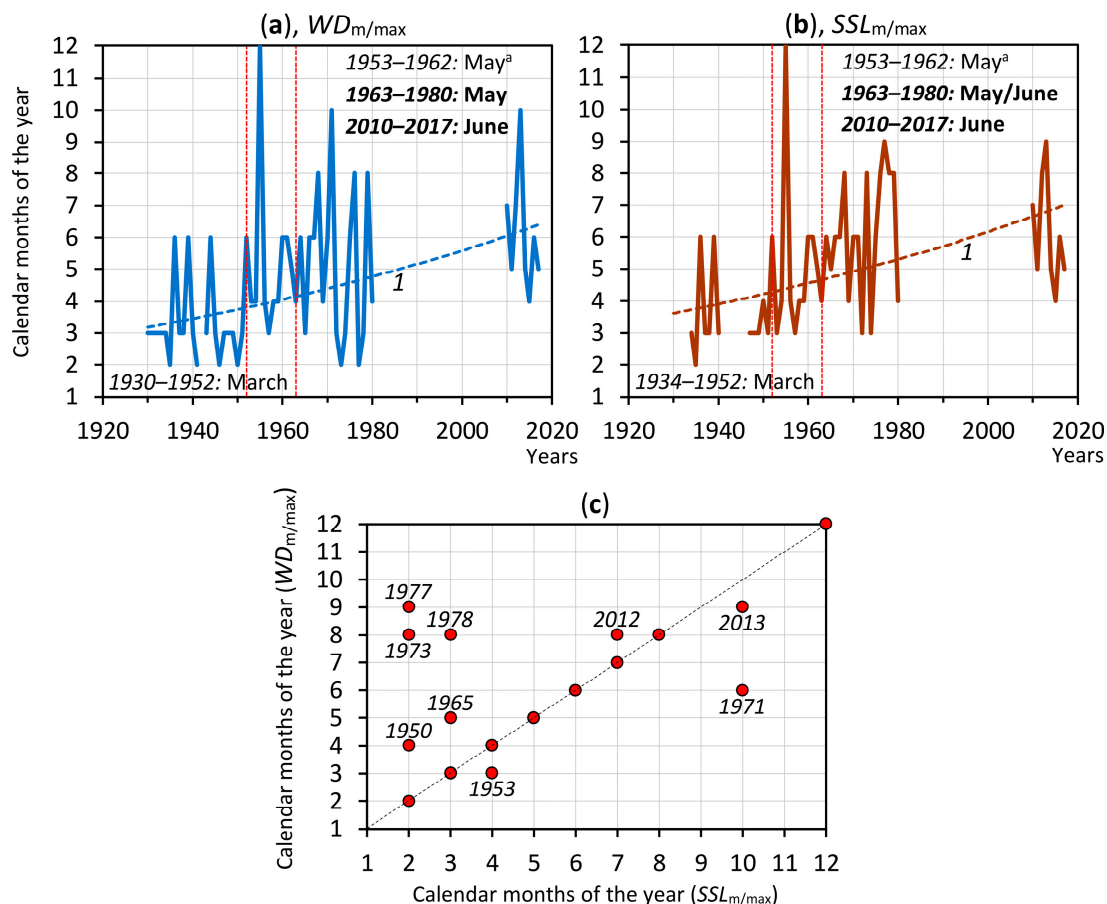 (a), WDm/max
Calendar months of the year
12
11
10
9
8
7
6
5
4
3
2
1
1953–1962: Mayᵃ
1963–1980: May
2010–2017: June
1
1930–1952: March
1920 1940 1960 1980 2000 2020
Years
(b), SSLm/max
12
11
10
9
8
7
6
5
4
3
2
1
1953–1962: Mayᵃ
1963–1980: May/June
2010–2017: June
1
1934–1952: March
1920 1940 1960 1980 2000 2020
Years
(c)
Calendar months of the year (WDm/max)
12
11
10
9
8
7
6
5
4
3
2
1
1977
1978
1973
2012
2013
1965
1971
1950
1953
1 2 3 4 5 6 7 8 9 10 11 12
Calendar months of the year (SSLm/max)